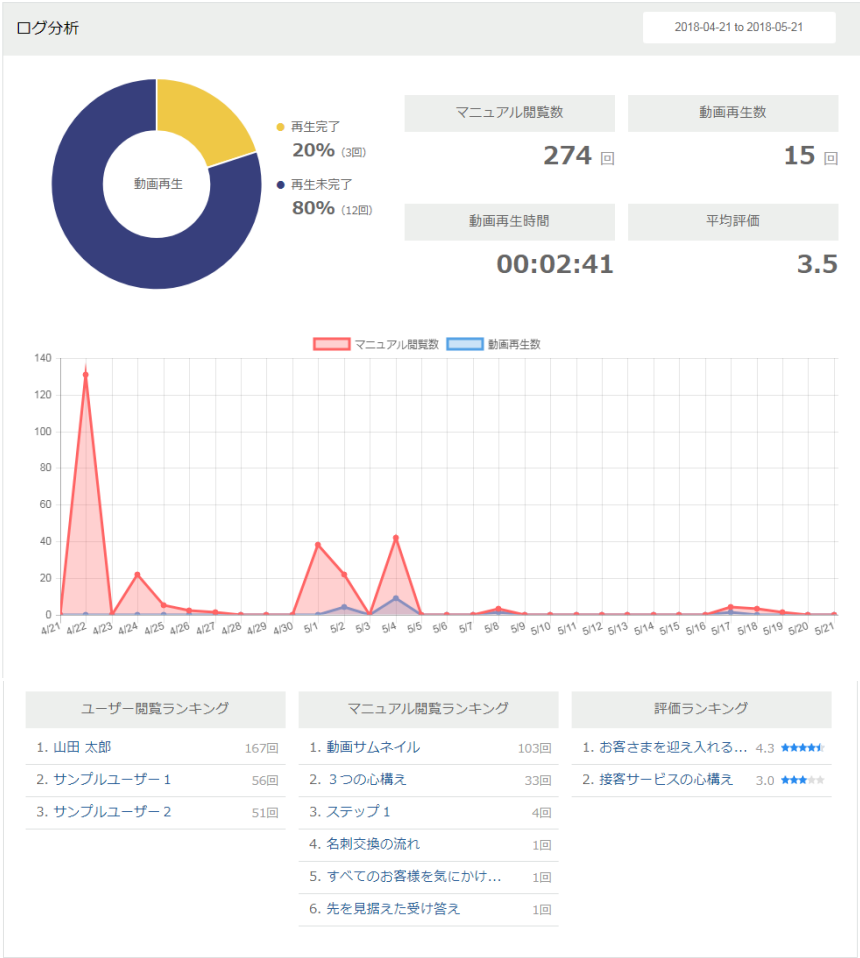 ログ分析
2018-04-21 to 2018-05-21
動画再生
再生完了
20% (3回)
再生未完了
80% (12回)
マニュアル閲覧数
274 回
動画再生数
15 回
動画再生時間
00:02:41
平均評価
3.5
マニュアル閲覧数 動画再生数
140
120
100
80
60
40
20
0
4/21 4/22 4/23 4/24 4/25 4/26 4/27 4/28 4/29 4/30 5/1 5/2 5/3 5/4 5/5 5/6 5/7 5/8 5/9 5/10 5/11 5/12 5/13 5/14 5/15 5/16 5/17 5/18 5/19 5/20 5/21
ユーザー閲覧ランキング
1. 山田 太郎 167回
2. サンプルユーザー１ 56回
3. サンプルユーザー２ 51回
マニュアル閲覧ランキング
1. 動画サムネイル 103回
2. ３つの心構え 33回
3. ステップ１ 4回
4. 名刺交換の流れ 1回
5. すべてのお客様を気にかけ... 1回
6. 先を見据えた受け答え 1回
評価ランキング
1. お客さまを迎え入れる... 4.3
2. 接客サービスの心構え 3.0